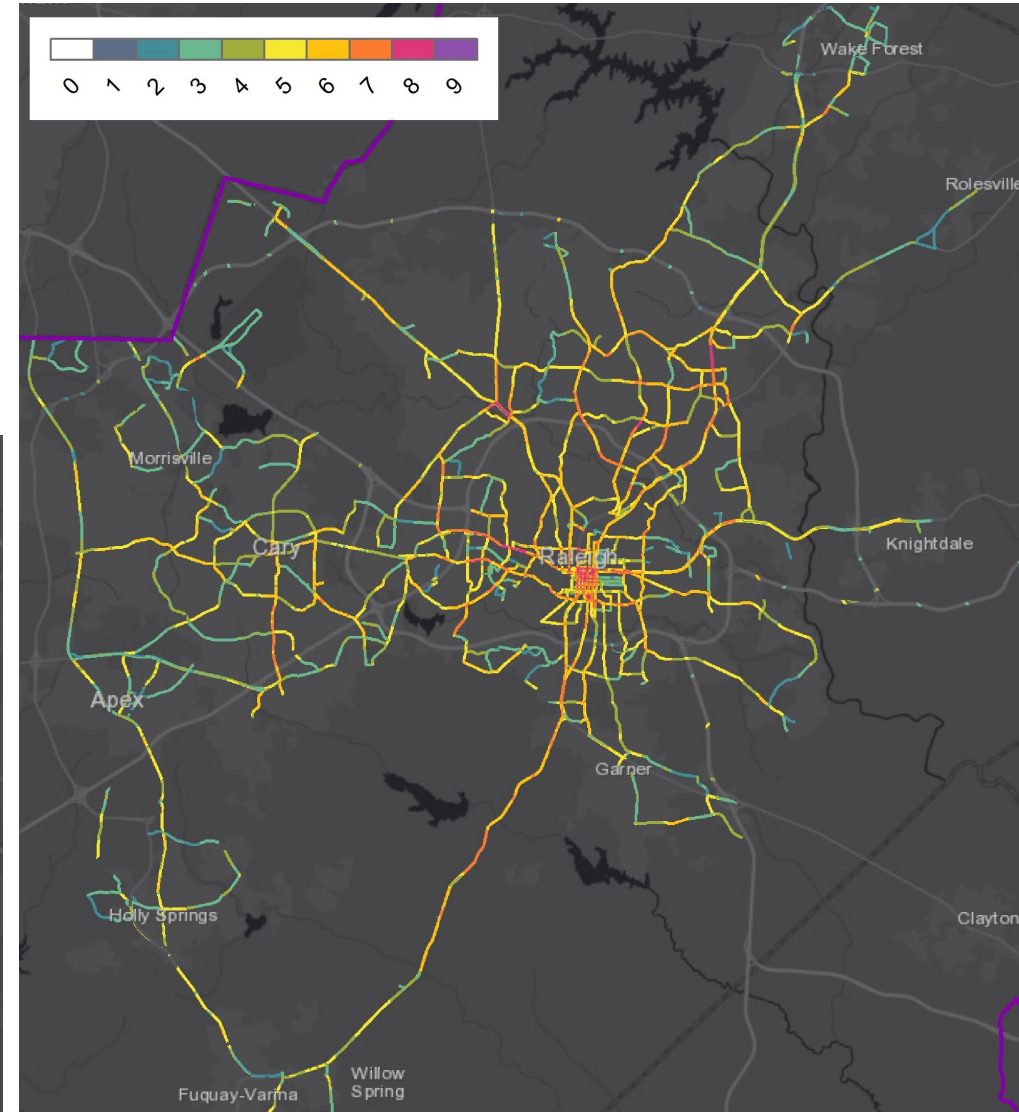 0 1 2 3 4 5 6 7 8 9
Wake Forest
Rolesville
Morrisville
Cary
Raleigh
Knightdale
Apex
Garner
Holly Springs
Clayton
Willow
Spring
Fuquay-Varina